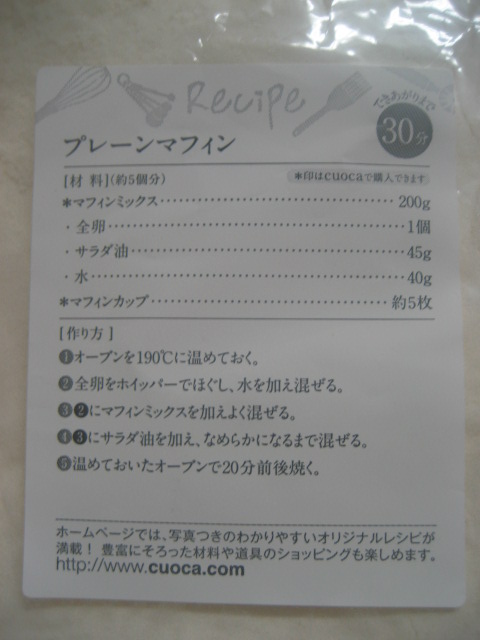 Recipe
できあがりまで
30分
プレーンマフィン
[材 料](約5個分) ＊印はcuocaで購入できます
＊マフィンミックス………………………………200g
・全卵………………………………………………1個
・サラダ油…………………………………………45g
・水…………………………………………………40g
＊マフィンカップ…………………………………約5枚
[作り方]
❶オーブンを190℃に温めておく。
❷全卵をホイッパーでほぐし、水を加え混ぜる。
❸❷にマフィンミックスを加えよく混ぜる。
❹❸にサラダ油を加え、なめらかになるまで混ぜる。
❺温めておいたオーブンで20分前後焼く。
ホームページでは、写真つきのわかりやすいオリジナルレシピが
満載！ 豊富にそろった材料や道具のショッピングも楽しめます。
http://www.cuoca.com